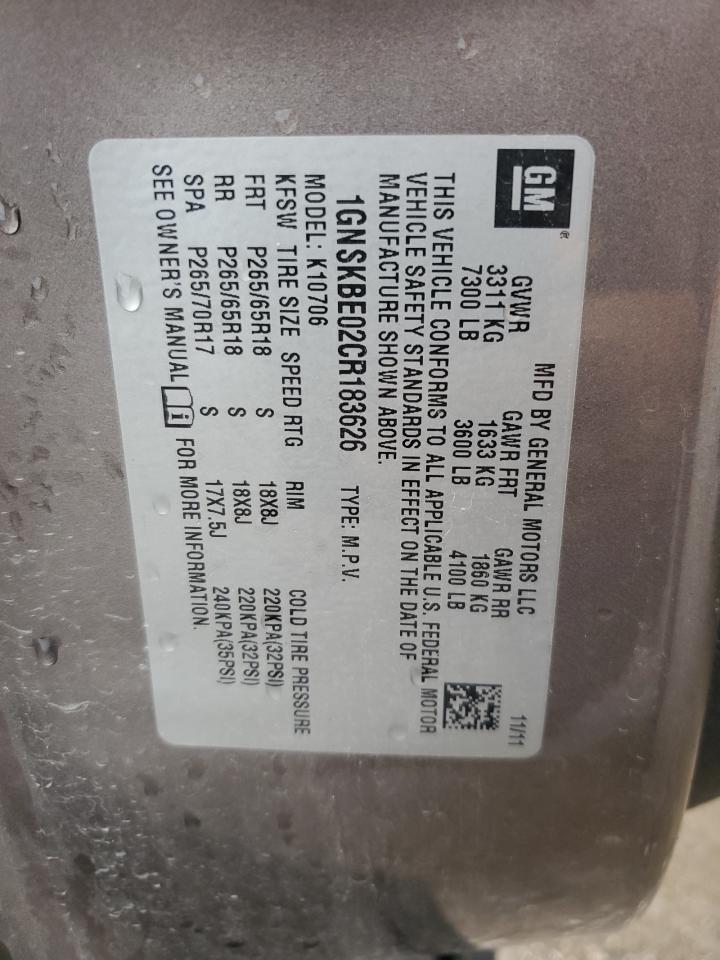 GM®
MFD BY GENERAL MOTORS LLC 11/11
GVWR GAWR FRT GAWR RR
3311 KG 1633 KG 1860 KG
7300 LB 3600 LB 4100 LB
THIS VEHICLE CONFORMS TO ALL APPLICABLE U.S. FEDERAL MOTOR
VEHICLE SAFETY STANDARDS IN EFFECT ON THE DATE OF
MANUFACTURE SHOWN ABOVE.
1GNSKBE02CR183626 TYPE: M.P.V.
MODEL: K10706
KFSW TIRE SIZE SPEED RTG RIM COLD TIRE PRESSURE
FRT P265/65R18 S 18X8J 220KPA(32PSI)
RR P265/65R18 S 18X8J 220KPA(32PSI)
SPA P265/70R17 S 17X7.5J 240KPA(35PSI)
SEE OWNER'S MANUAL i FOR MORE INFORMATION.